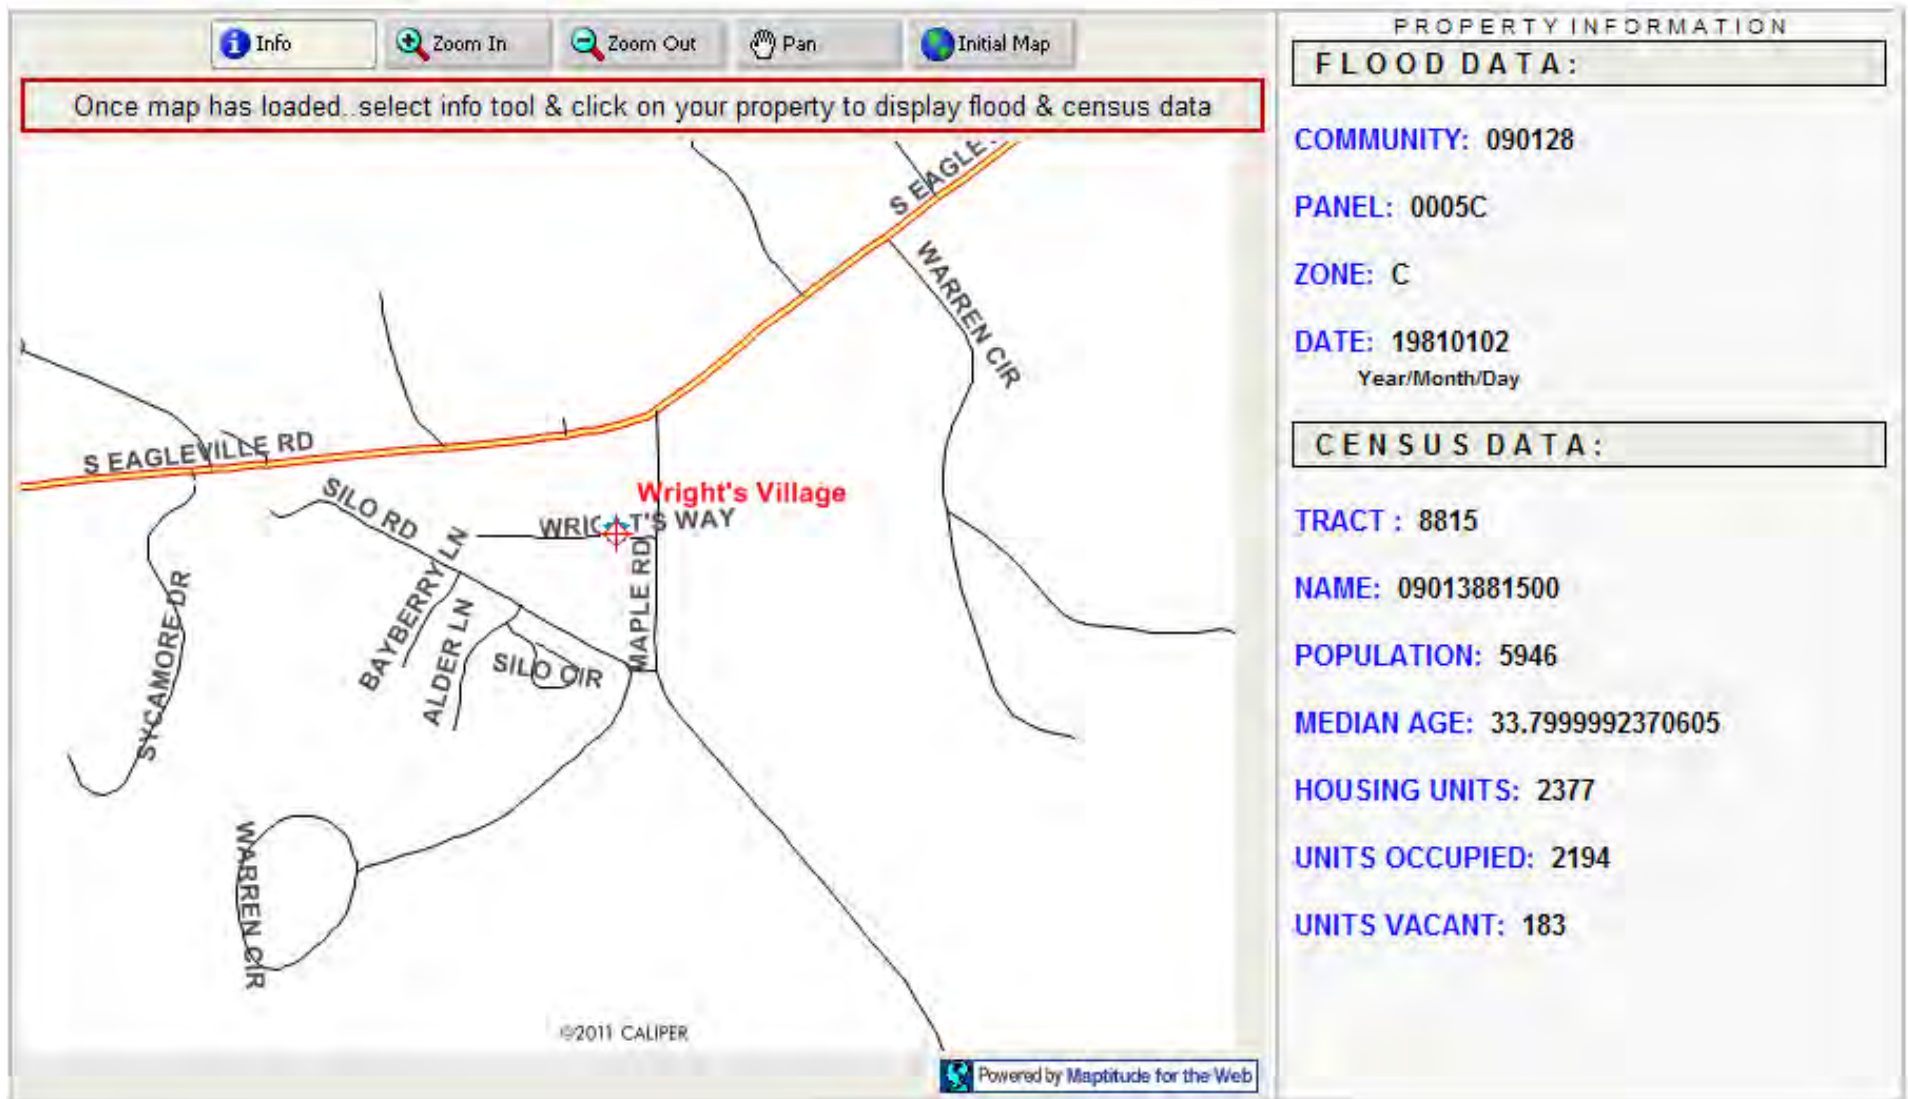 Info
Zoom In
Zoom Out
Pan
Initial Map
Once map has loaded..select info tool & click on your property to display flood & census data
S EAGLE
WARREN CIR
S EAGLEVILLE RD
SILO RD
Wright's Village
WRIG T'S WAY
BAYBERRY LN
ALDER LN
SILO CIR
MAPLE RD
SYCAMORE DR
WARREN CIR
©2011 CALIPER
Powered by Maptitude for the Web
PROPERTY INFORMATION
FLOOD DATA:
COMMUNITY: 090128
PANEL: 0005C
ZONE: C
DATE: 19810102
Year/Month/Day
CENSUS DATA:
TRACT : 8815
NAME: 09013881500
POPULATION: 5946
MEDIAN AGE: 33.7999992370605
HOUSING UNITS: 2377
UNITS OCCUPIED: 2194
UNITS VACANT: 183